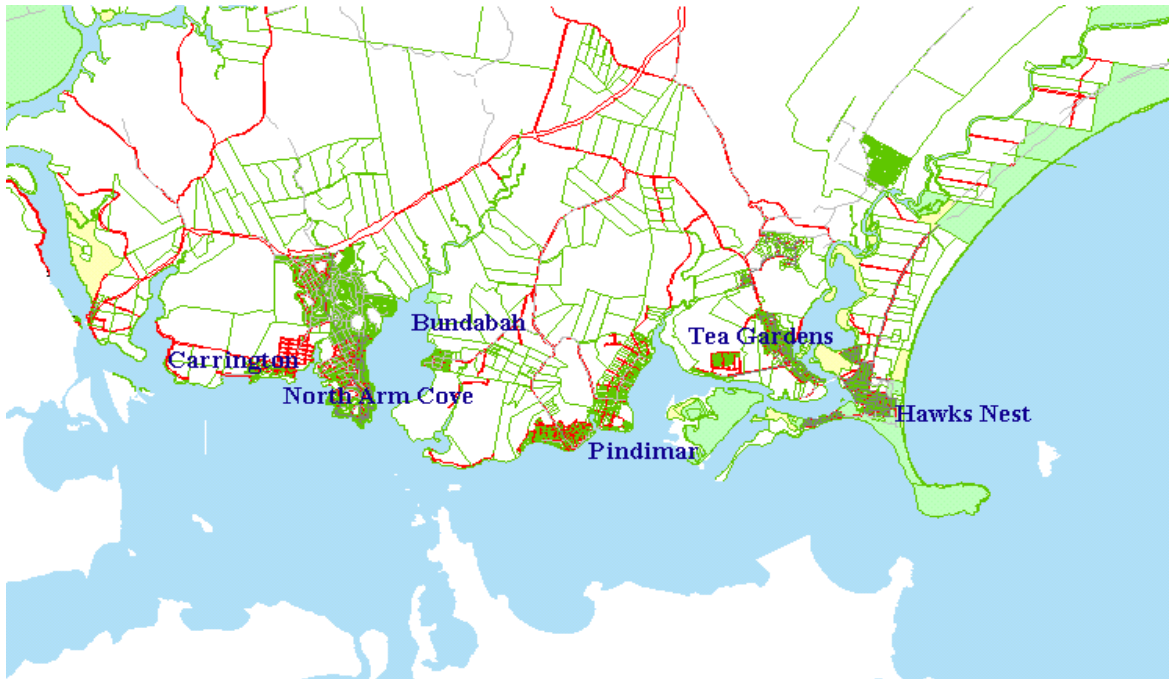 Bundabah
Tea Gardens
Carrington
North Arm Cove
Hawks Nest
Pindimar